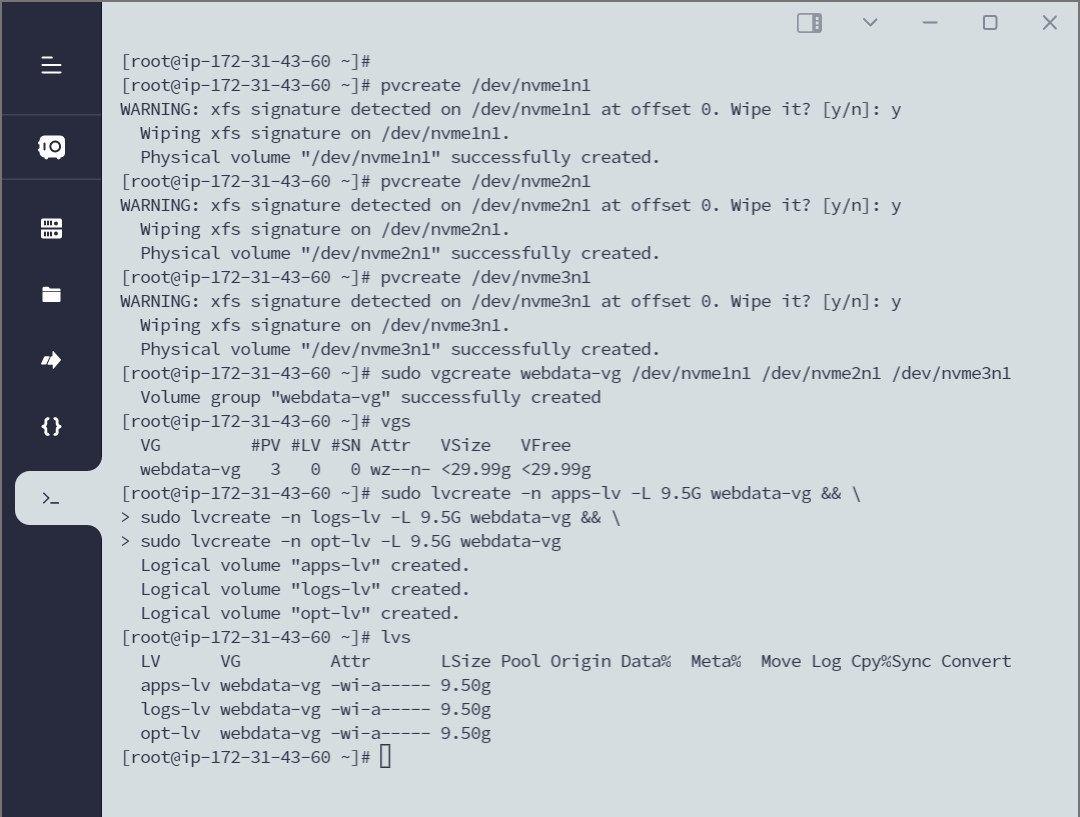 [root@ip-172-31-43-60 ~]#
[root@ip-172-31-43-60 ~]# pvcreate /dev/nvme1n1
WARNING: xfs signature detected on /dev/nvme1n1 at offset 0. Wipe it? [y/n]: y
  Wiping xfs signature on /dev/nvme1n1.
  Physical volume "/dev/nvme1n1" successfully created.
[root@ip-172-31-43-60 ~]# pvcreate /dev/nvme2n1
WARNING: xfs signature detected on /dev/nvme2n1 at offset 0. Wipe it? [y/n]: y
  Wiping xfs signature on /dev/nvme2n1.
  Physical volume "/dev/nvme2n1" successfully created.
[root@ip-172-31-43-60 ~]# pvcreate /dev/nvme3n1
WARNING: xfs signature detected on /dev/nvme3n1 at offset 0. Wipe it? [y/n]: y
  Wiping xfs signature on /dev/nvme3n1.
  Physical volume "/dev/nvme3n1" successfully created.
[root@ip-172-31-43-60 ~]# sudo vgcreate webdata-vg /dev/nvme1n1 /dev/nvme2n1 /dev/nvme3n1
  Volume group "webdata-vg" successfully created
[root@ip-172-31-43-60 ~]# vgs
  VG         #PV #LV #SN Attr   VSize   VFree
  webdata-vg   3   0   0 wz--n- <29.99g <29.99g
[root@ip-172-31-43-60 ~]# sudo lvcreate -n apps-lv -L 9.5G webdata-vg && \
> sudo lvcreate -n logs-lv -L 9.5G webdata-vg && \
> sudo lvcreate -n opt-lv -L 9.5G webdata-vg
  Logical volume "apps-lv" created.
  Logical volume "logs-lv" created.
  Logical volume "opt-lv" created.
[root@ip-172-31-43-60 ~]# lvs
  LV      VG         Attr       LSize Pool Origin Data%  Meta%  Move Log Cpy%Sync Convert
  apps-lv webdata-vg -wi-a----- 9.50g
  logs-lv webdata-vg -wi-a----- 9.50g
  opt-lv  webdata-vg -wi-a----- 9.50g
[root@ip-172-31-43-60 ~]#